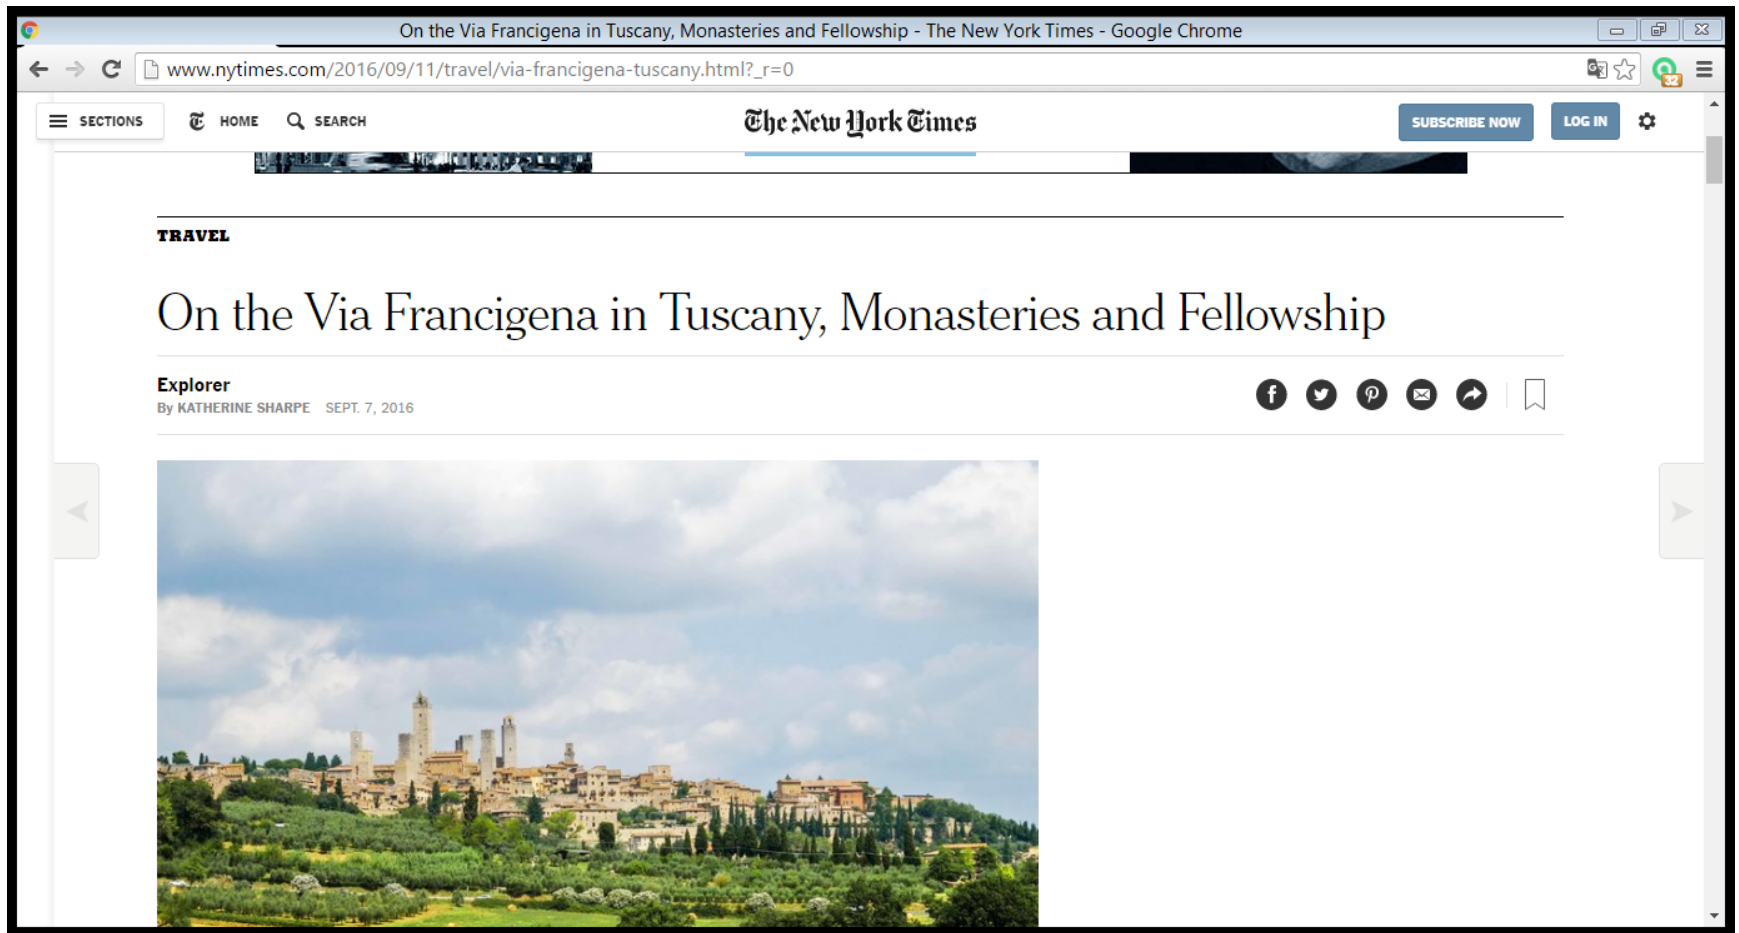 On the Via Francigena in Tuscany, Monasteries and Fellowship - The New York Times - Google Chrome
www.nytimes.com/2016/09/11/travel/via-francigena-tuscany.html?_r=0
32
SECTIONS HOME SEARCH The New York Times SUBSCRIBE NOW LOG IN
TRAVEL
On the Via Francigena in Tuscany, Monasteries and Fellowship
Explorer
By KATHERINE SHARPE SEPT. 7, 2016